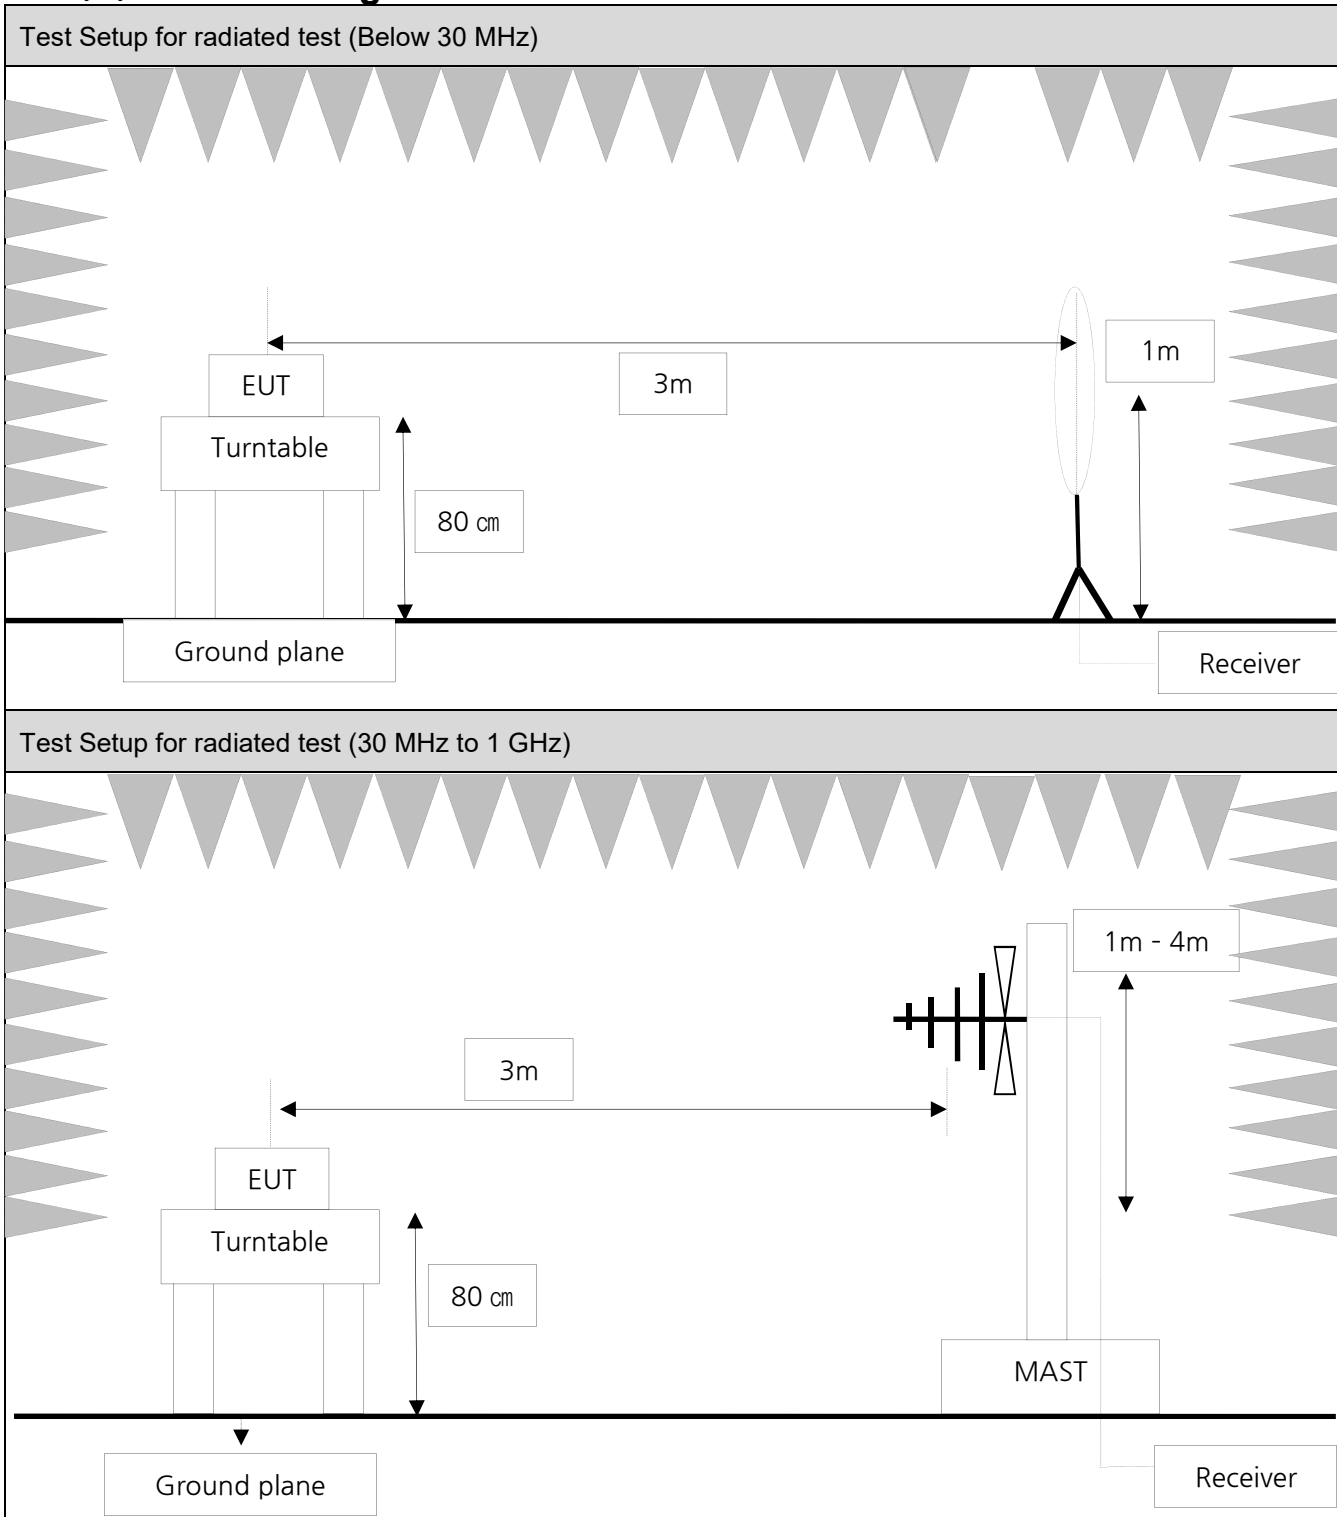 Test Setup for radiated test (Below 30 MHz)
1m
3m
EUT
Turntable
80 ㎝
Ground plane
Receiver
Test Setup for radiated test (30 MHz to 1 GHz)
1m - 4m
3m
EUT
Turntable
80 ㎝
MAST
Ground plane
Receiver